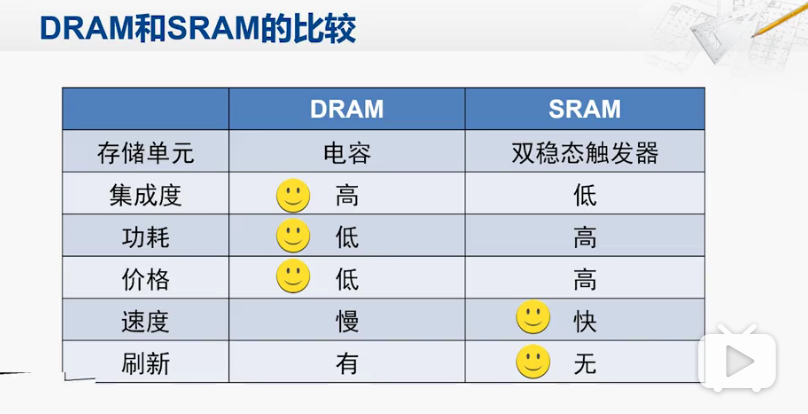 DRAM和SRAM的比较
DRAM SRAM
存储单元 电容 双稳态触发器
集成度 高 低
功耗 低 高
价格 低 高
速度 慢 快
刷新 有 无